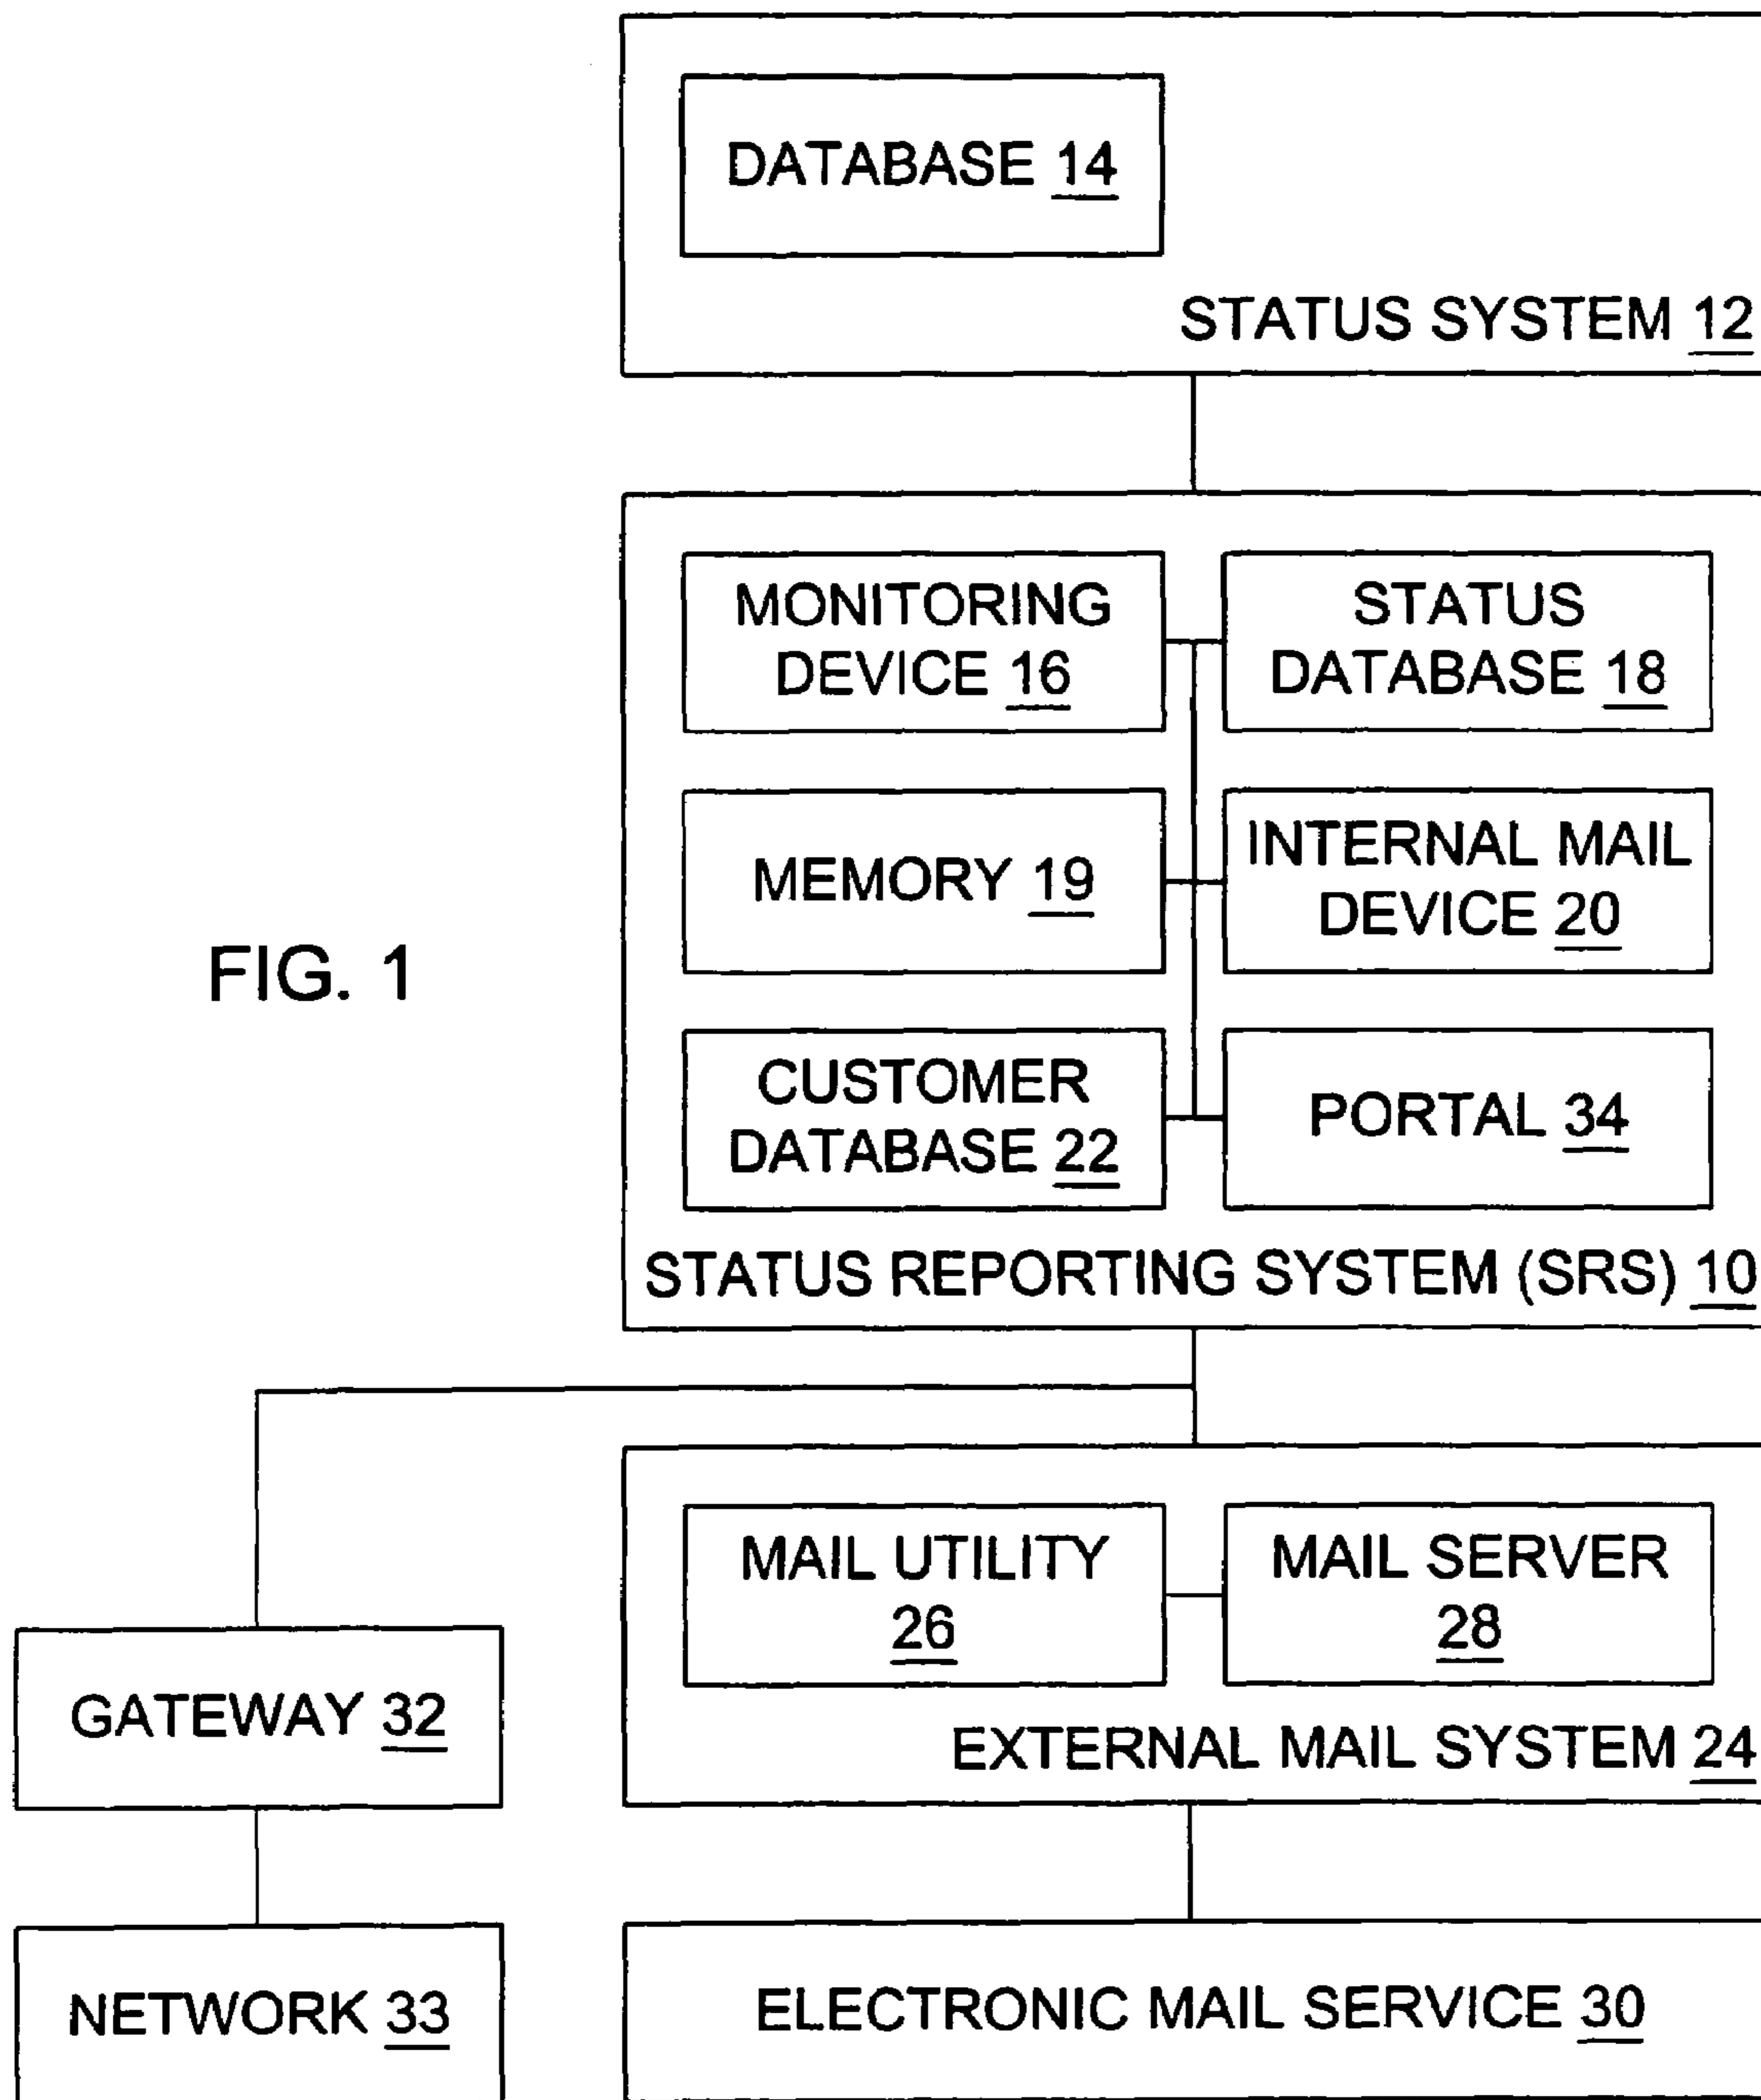 DATABASE 14
STATUS SYSTEM 12
MONITORING
DEVICE 16
STATUS
DATABASE 18
MEMORY 19
INTERNAL MAIL
DEVICE 20
FIG. 1
CUSTOMER
DATABASE 22
PORTAL 34
STATUS REPORTING SYSTEM (SRS) 10
MAIL UTILITY
26
MAIL SERVER
28
GATEWAY 32
EXTERNAL MAIL SYSTEM 24
NETWORK 33
ELECTRONIC MAIL SERVICE 30